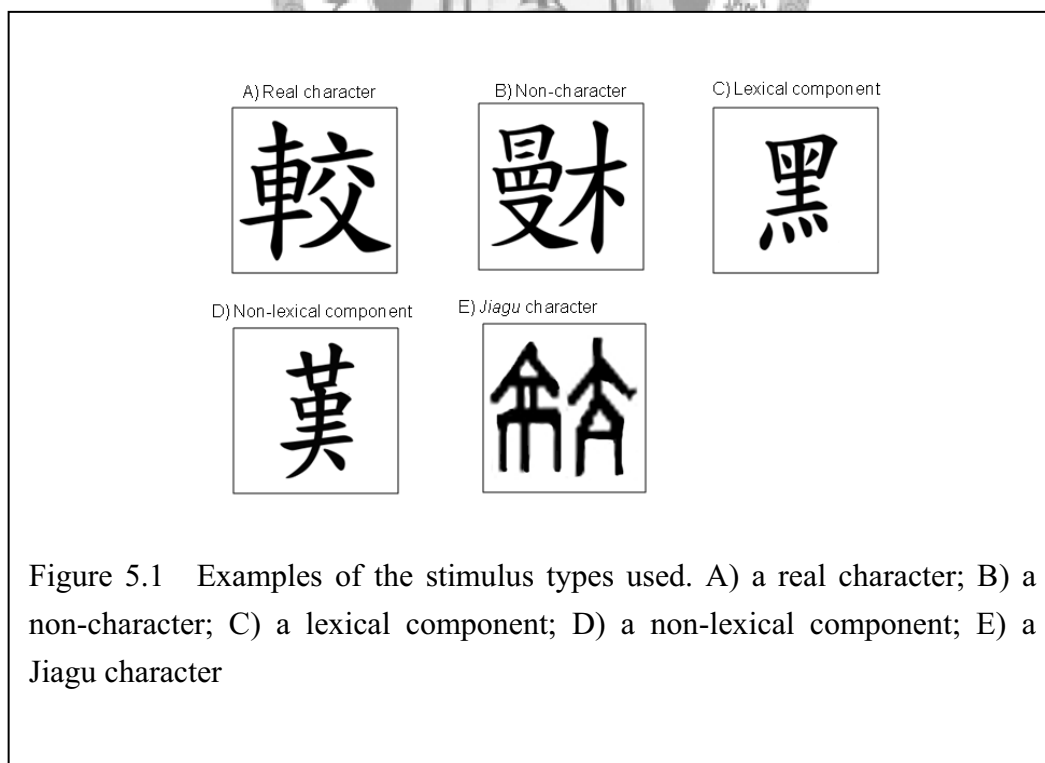 A) Real character
B) Non-character
C) Lexical component
較
黑
D) Non-lexical component
E) Jiagu character
Figure 5.1 Examples of the stimulus types used. A) a real character; B) a
non-character; C) a lexical component; D) a non-lexical component; E) a
Jiagu character